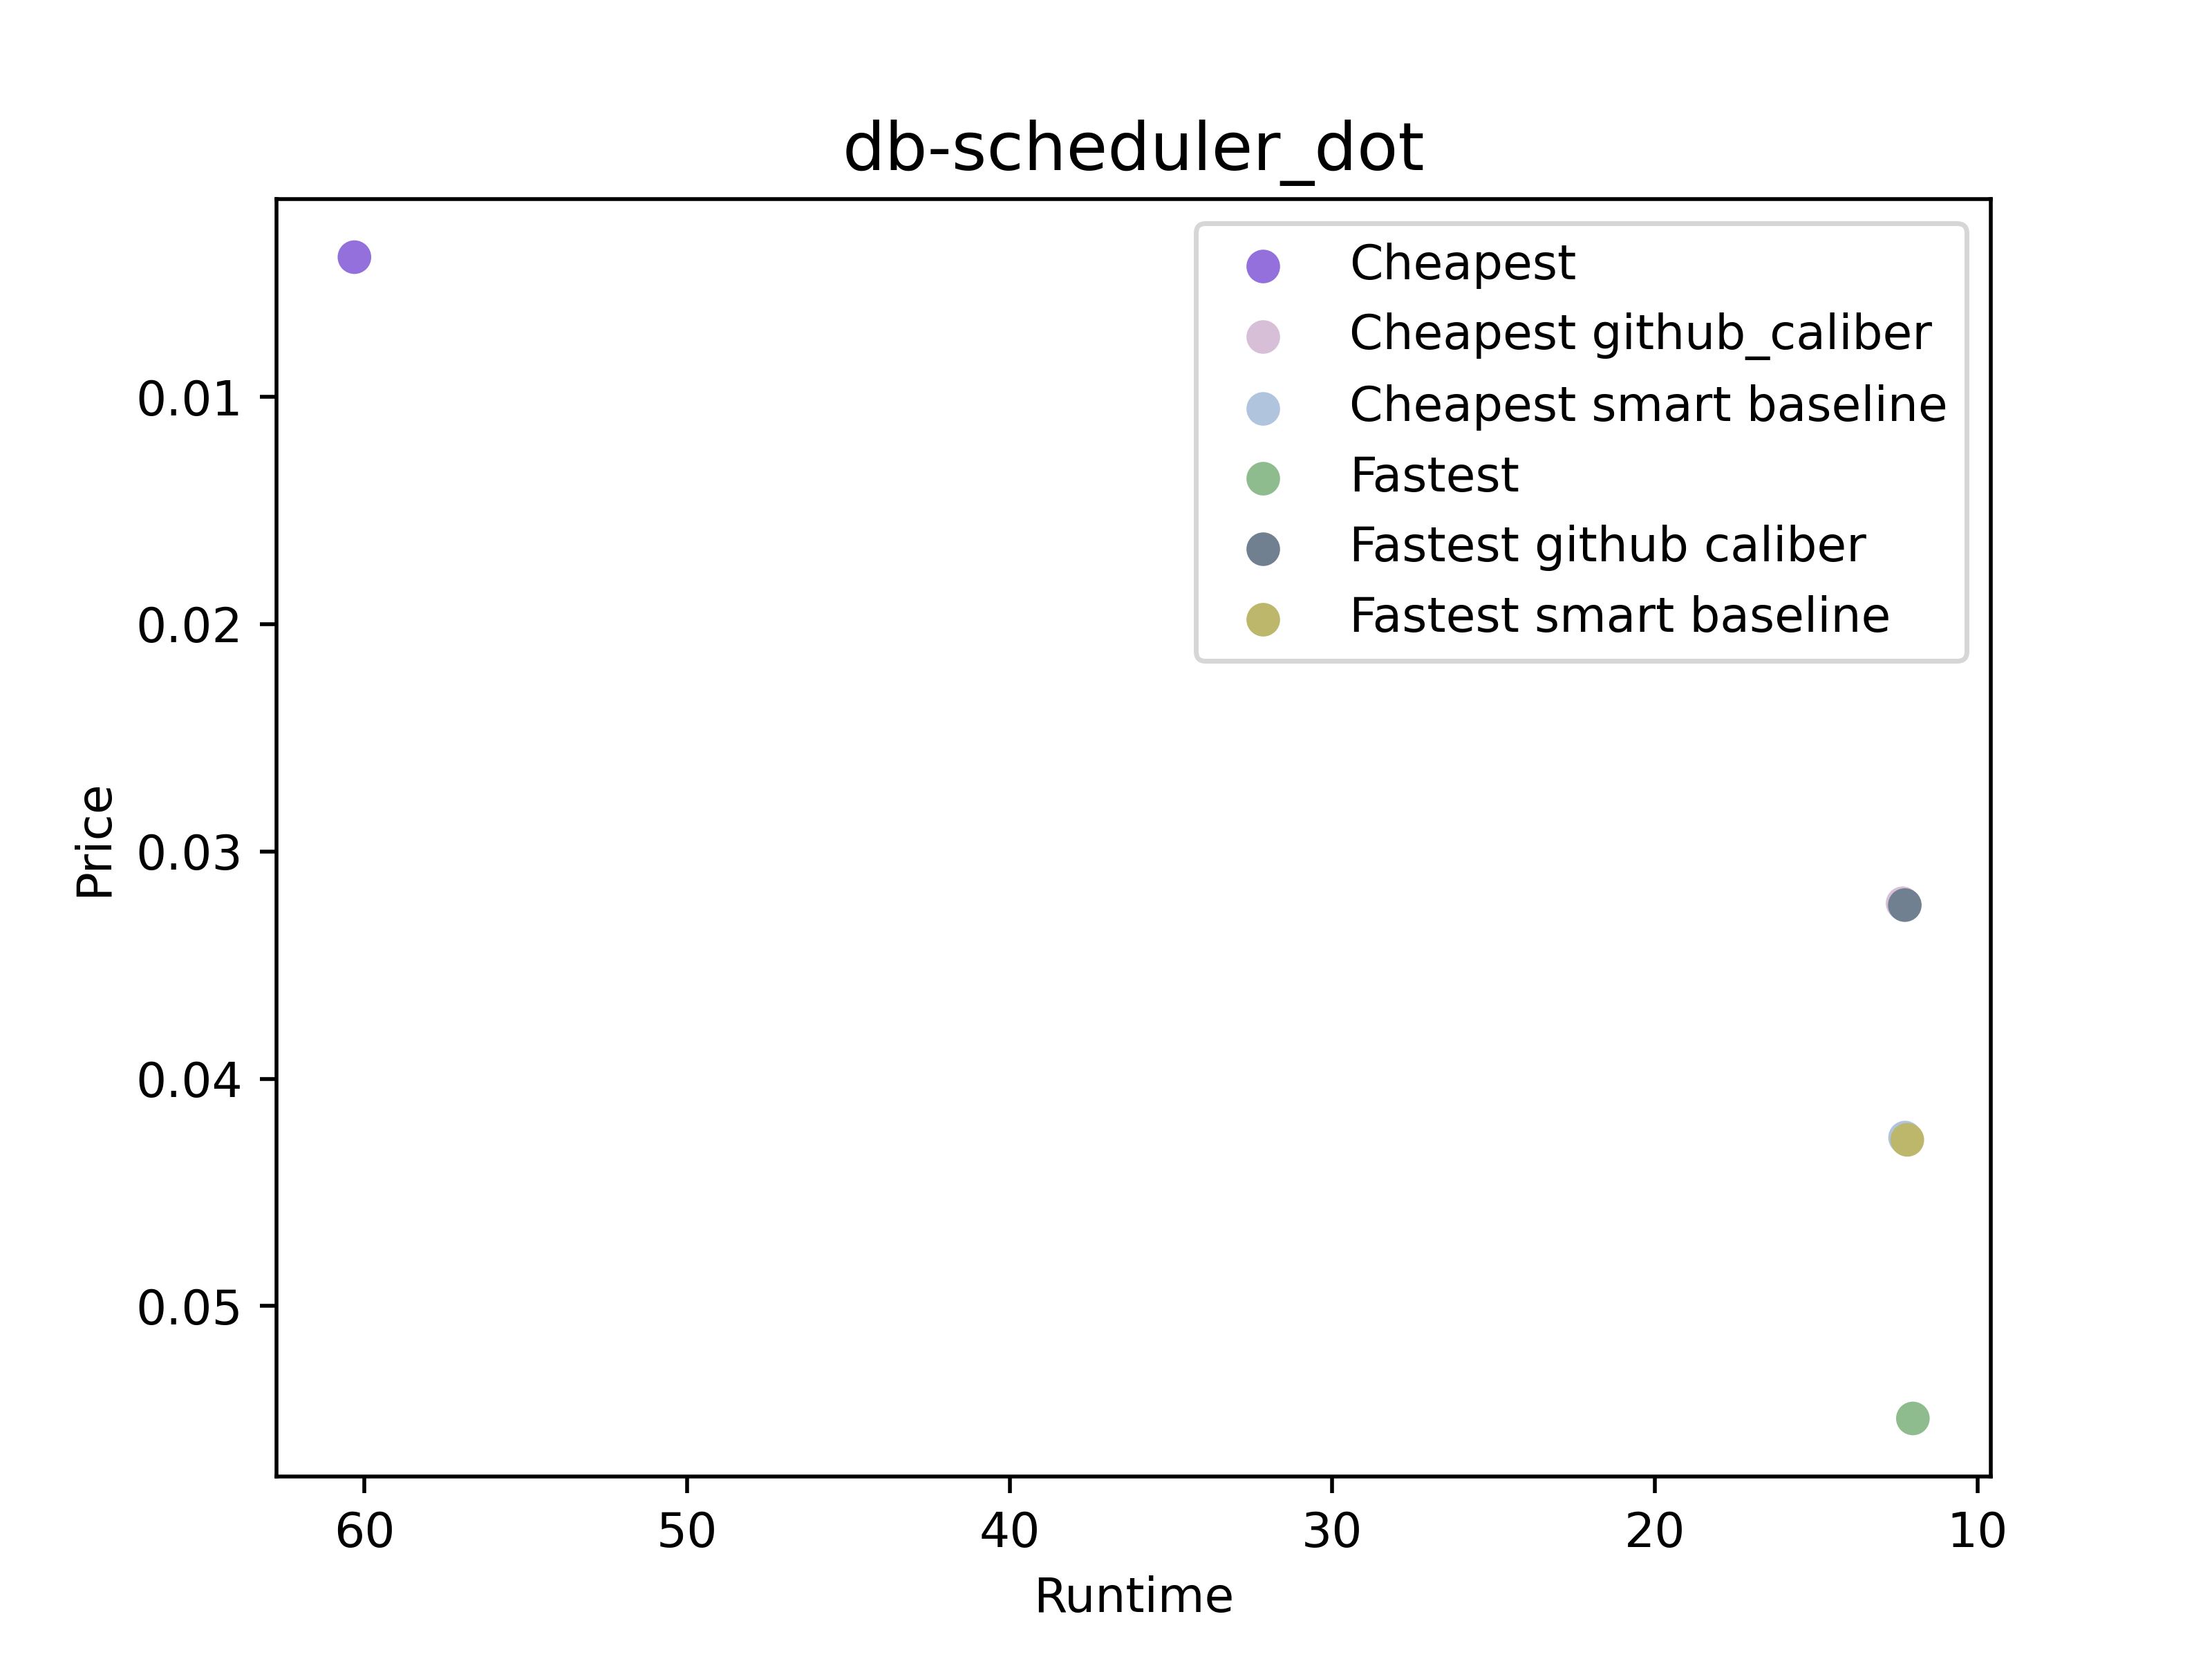 db-scheduler_dot
Cheapest
Cheapest github_caliber
Cheapest smart baseline
Fastest
Fastest github caliber
Fastest smart baseline
Price
0.01
0.02
0.03
0.04
0.05
60 50 40 30 20 10
Runtime